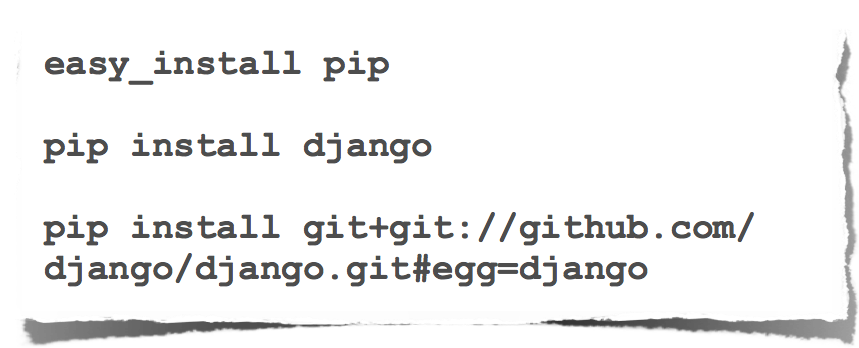 easy_install pip
pip install django
pip install git+git://github.com/
django/django.git#egg=django